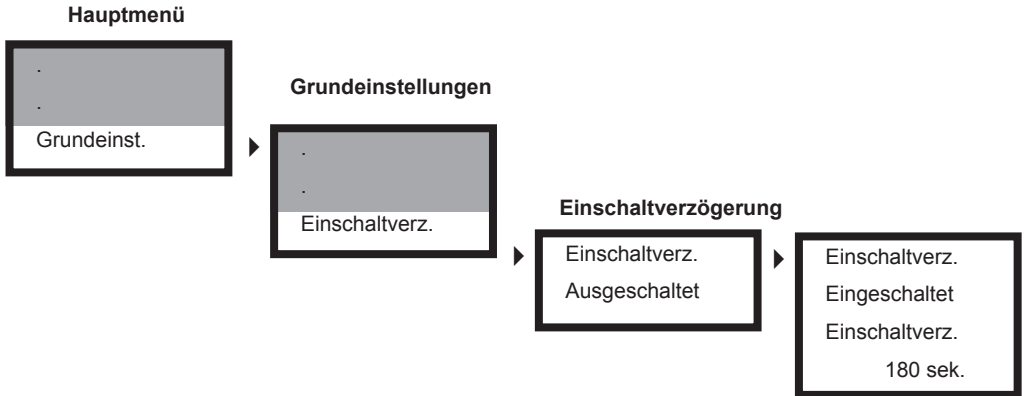 Hauptmenü
.
.
Grundeinst.
Grundeinstellungen
.
.
Einschaltverz.
Einschaltverzögerung
Einschaltverz.
Ausgeschaltet
Einschaltverz.
Eingeschaltet
Einschaltverz.
180 sek.